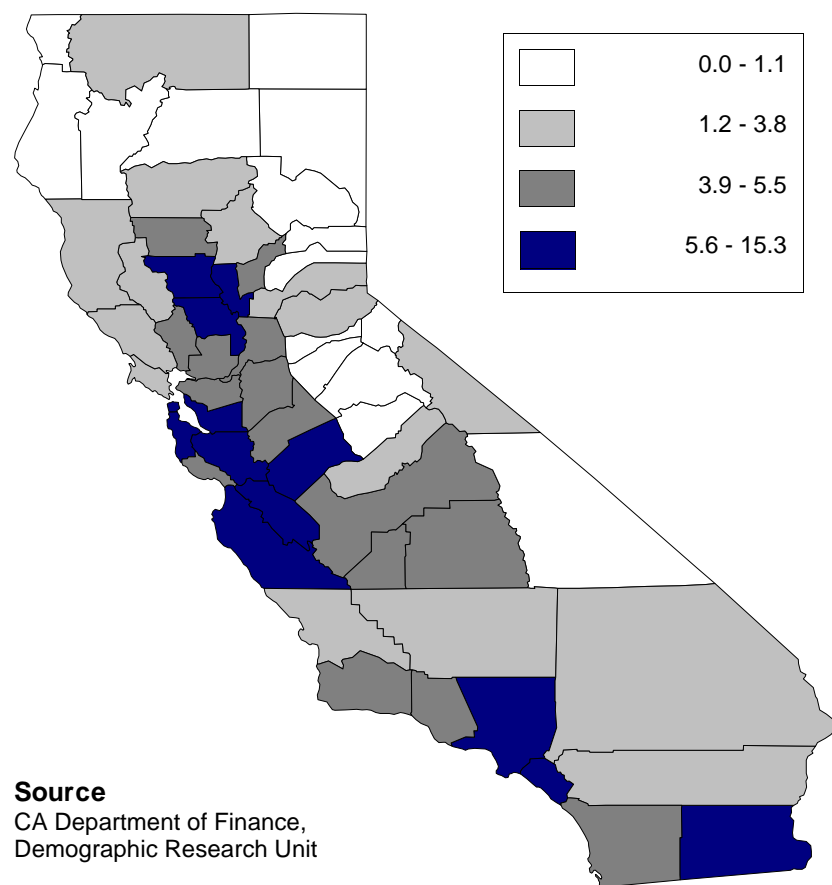 0.0 - 1.1
1.2 - 3.8
3.9 - 5.5
5.6 - 15.3
Source
CA Department of Finance,
Demographic Research Unit